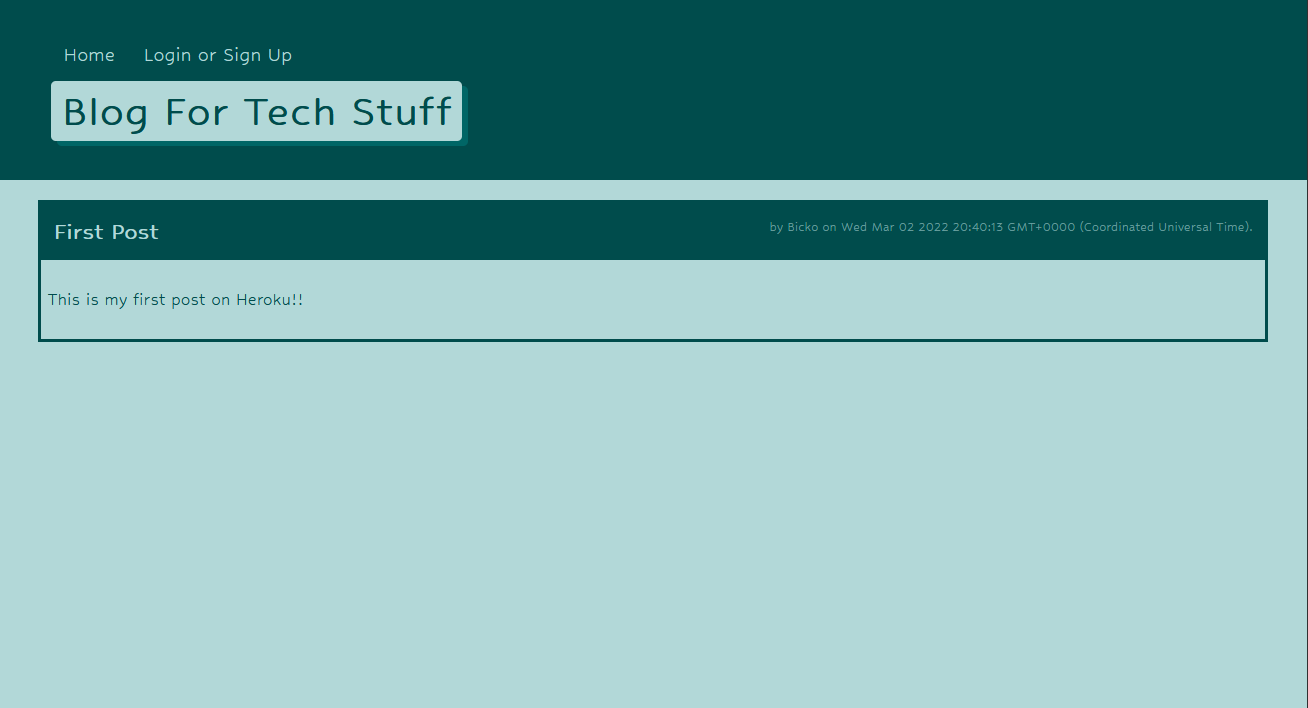 Home Login or Sign Up
Blog For Tech Stuff
First Post
by Bicko on Wed Mar 02 2022 20:40:13 GMT+0000 (Coordinated Universal Time).
This is my first post on Heroku!!